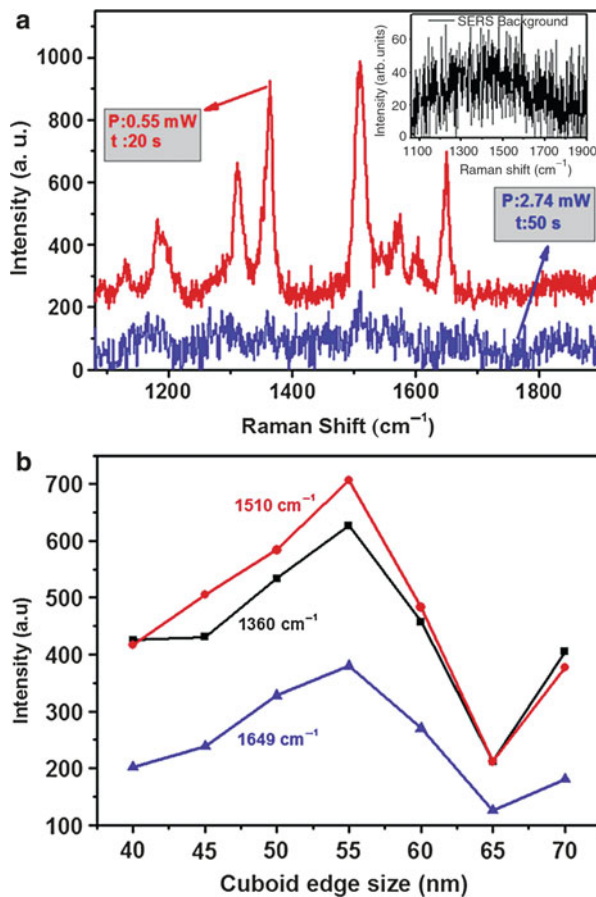 a
SERS Background
Intensity (arb. units)
60
40
20
0
1100
1300
1500
1700
1900
Raman shift (cm⁻¹)
P:0.55 mW
t :20 s
P:2.74 mW
t:50 s
Intensity (a. u.)
1000
800
600
400
200
0
1200
1400
1600
1800
Raman Shift (cm⁻¹)
b
1510 cm⁻¹
1360 cm⁻¹
1649 cm⁻¹
Intensity (a.u)
700
600
500
400
300
200
100
40
45
50
55
60
65
70
Cuboid edge size (nm)